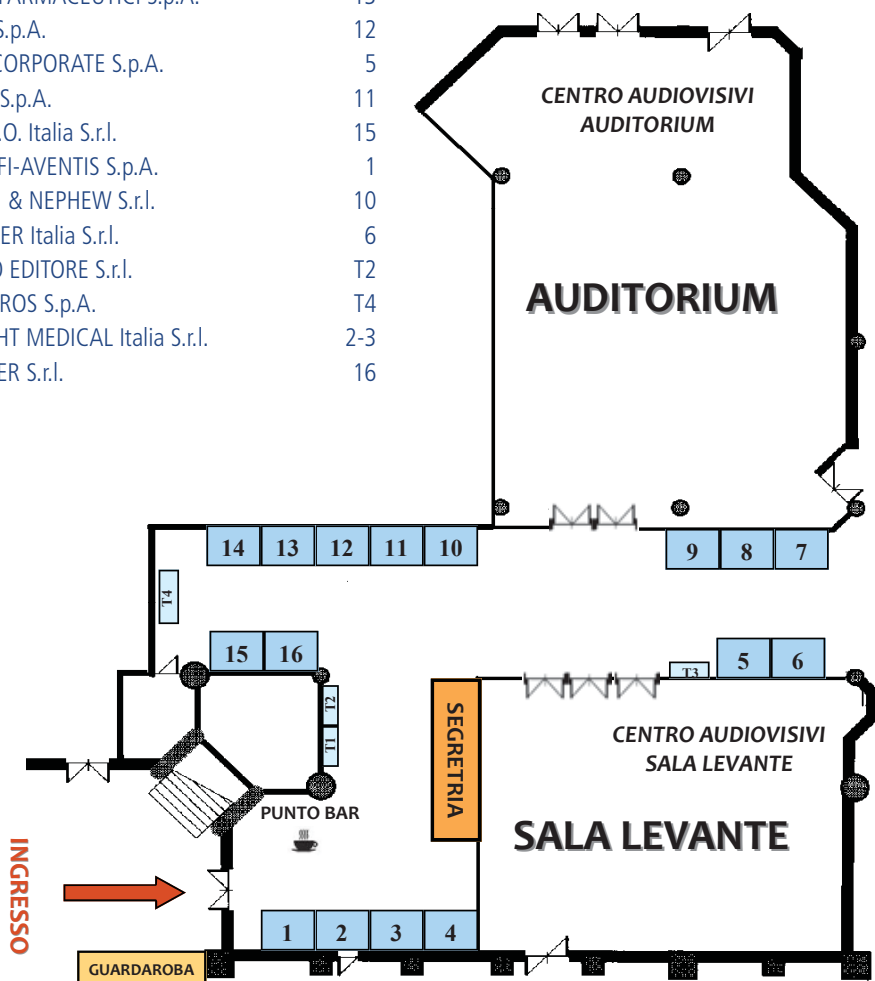 FARMACEUTICI S.p.A. 13
S.p.A. 12
CORPORATE S.p.A. 5
S.p.A. 11
.O. Italia S.r.l. 15
FI-AVENTIS S.p.A. 1
& NEPHEW S.r.l. 10
ER Italia S.r.l. 6
O EDITORE S.r.l. T2
ROS S.p.A. T4
HT MEDICAL Italia S.r.l. 2-3
ER S.r.l. 16
CENTRO AUDIOVISIVI
AUDITORIUM
AUDITORIUM
14 13 12 11 10
9 8 7
T4
15 16
T3 5 6
T2
T1
SEGRETRIA
CENTRO AUDIOVISIVI
SALA LEVANTE
PUNTO BAR
SALA LEVANTE
INGRESSO
1 2 3 4
GUARDAROBA